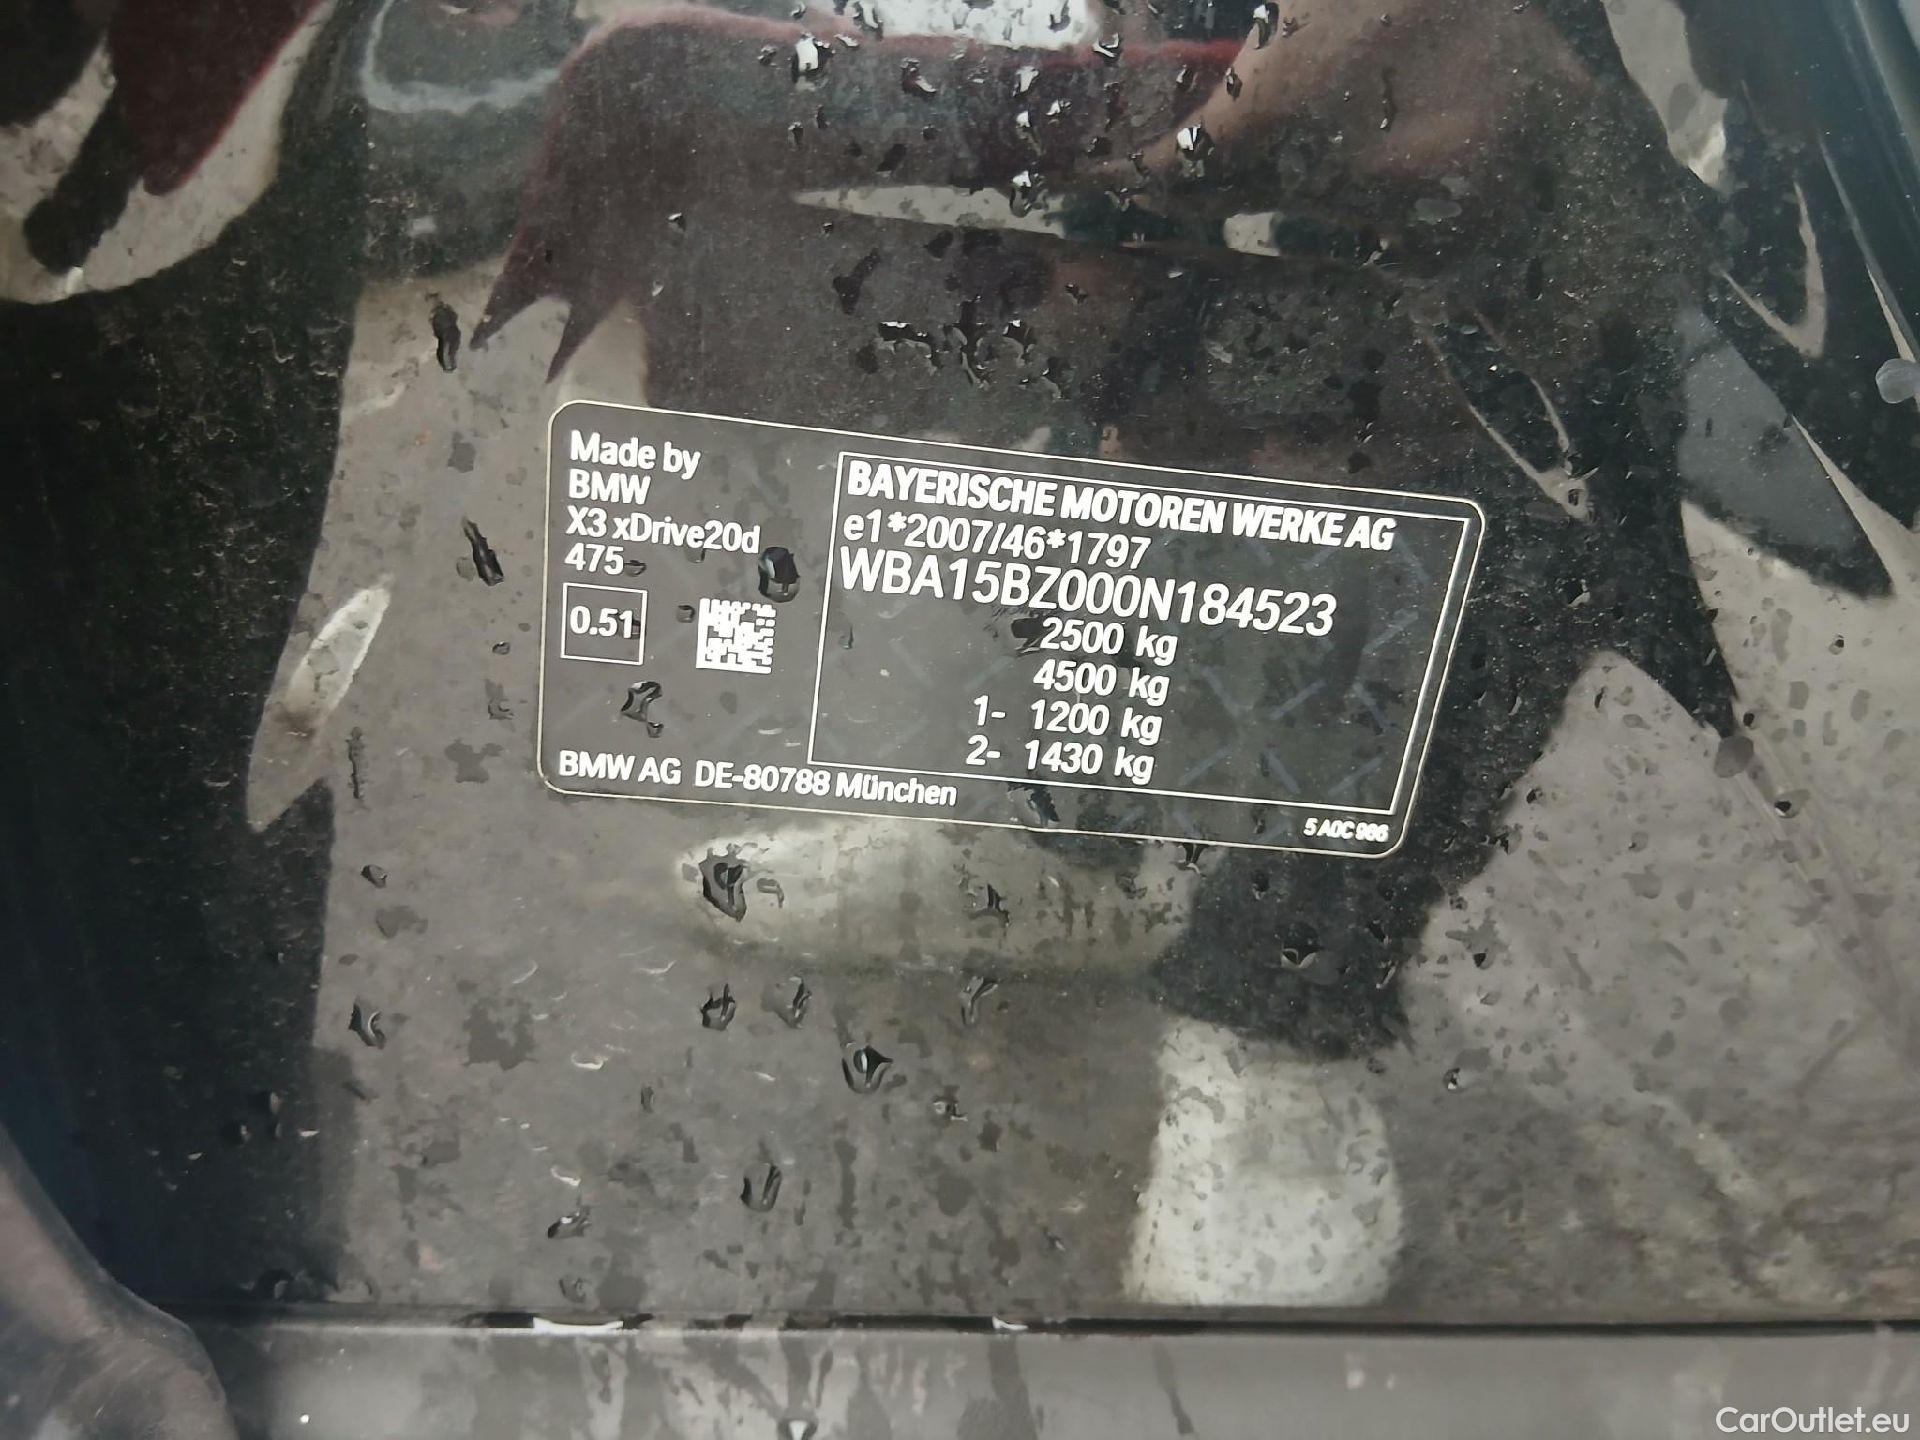 Made by
BMW
X3 xDrive20d
475
0.51
BAYERISCHE MOTOREN WERKE AG
e1*2007/46*1797
WBA15BZ000N184523
2500 kg
4500 kg
1- 1200 kg
2- 1430 kg
BMW AG DE-80788 München
5 A0C 986
CarOutlet.eu